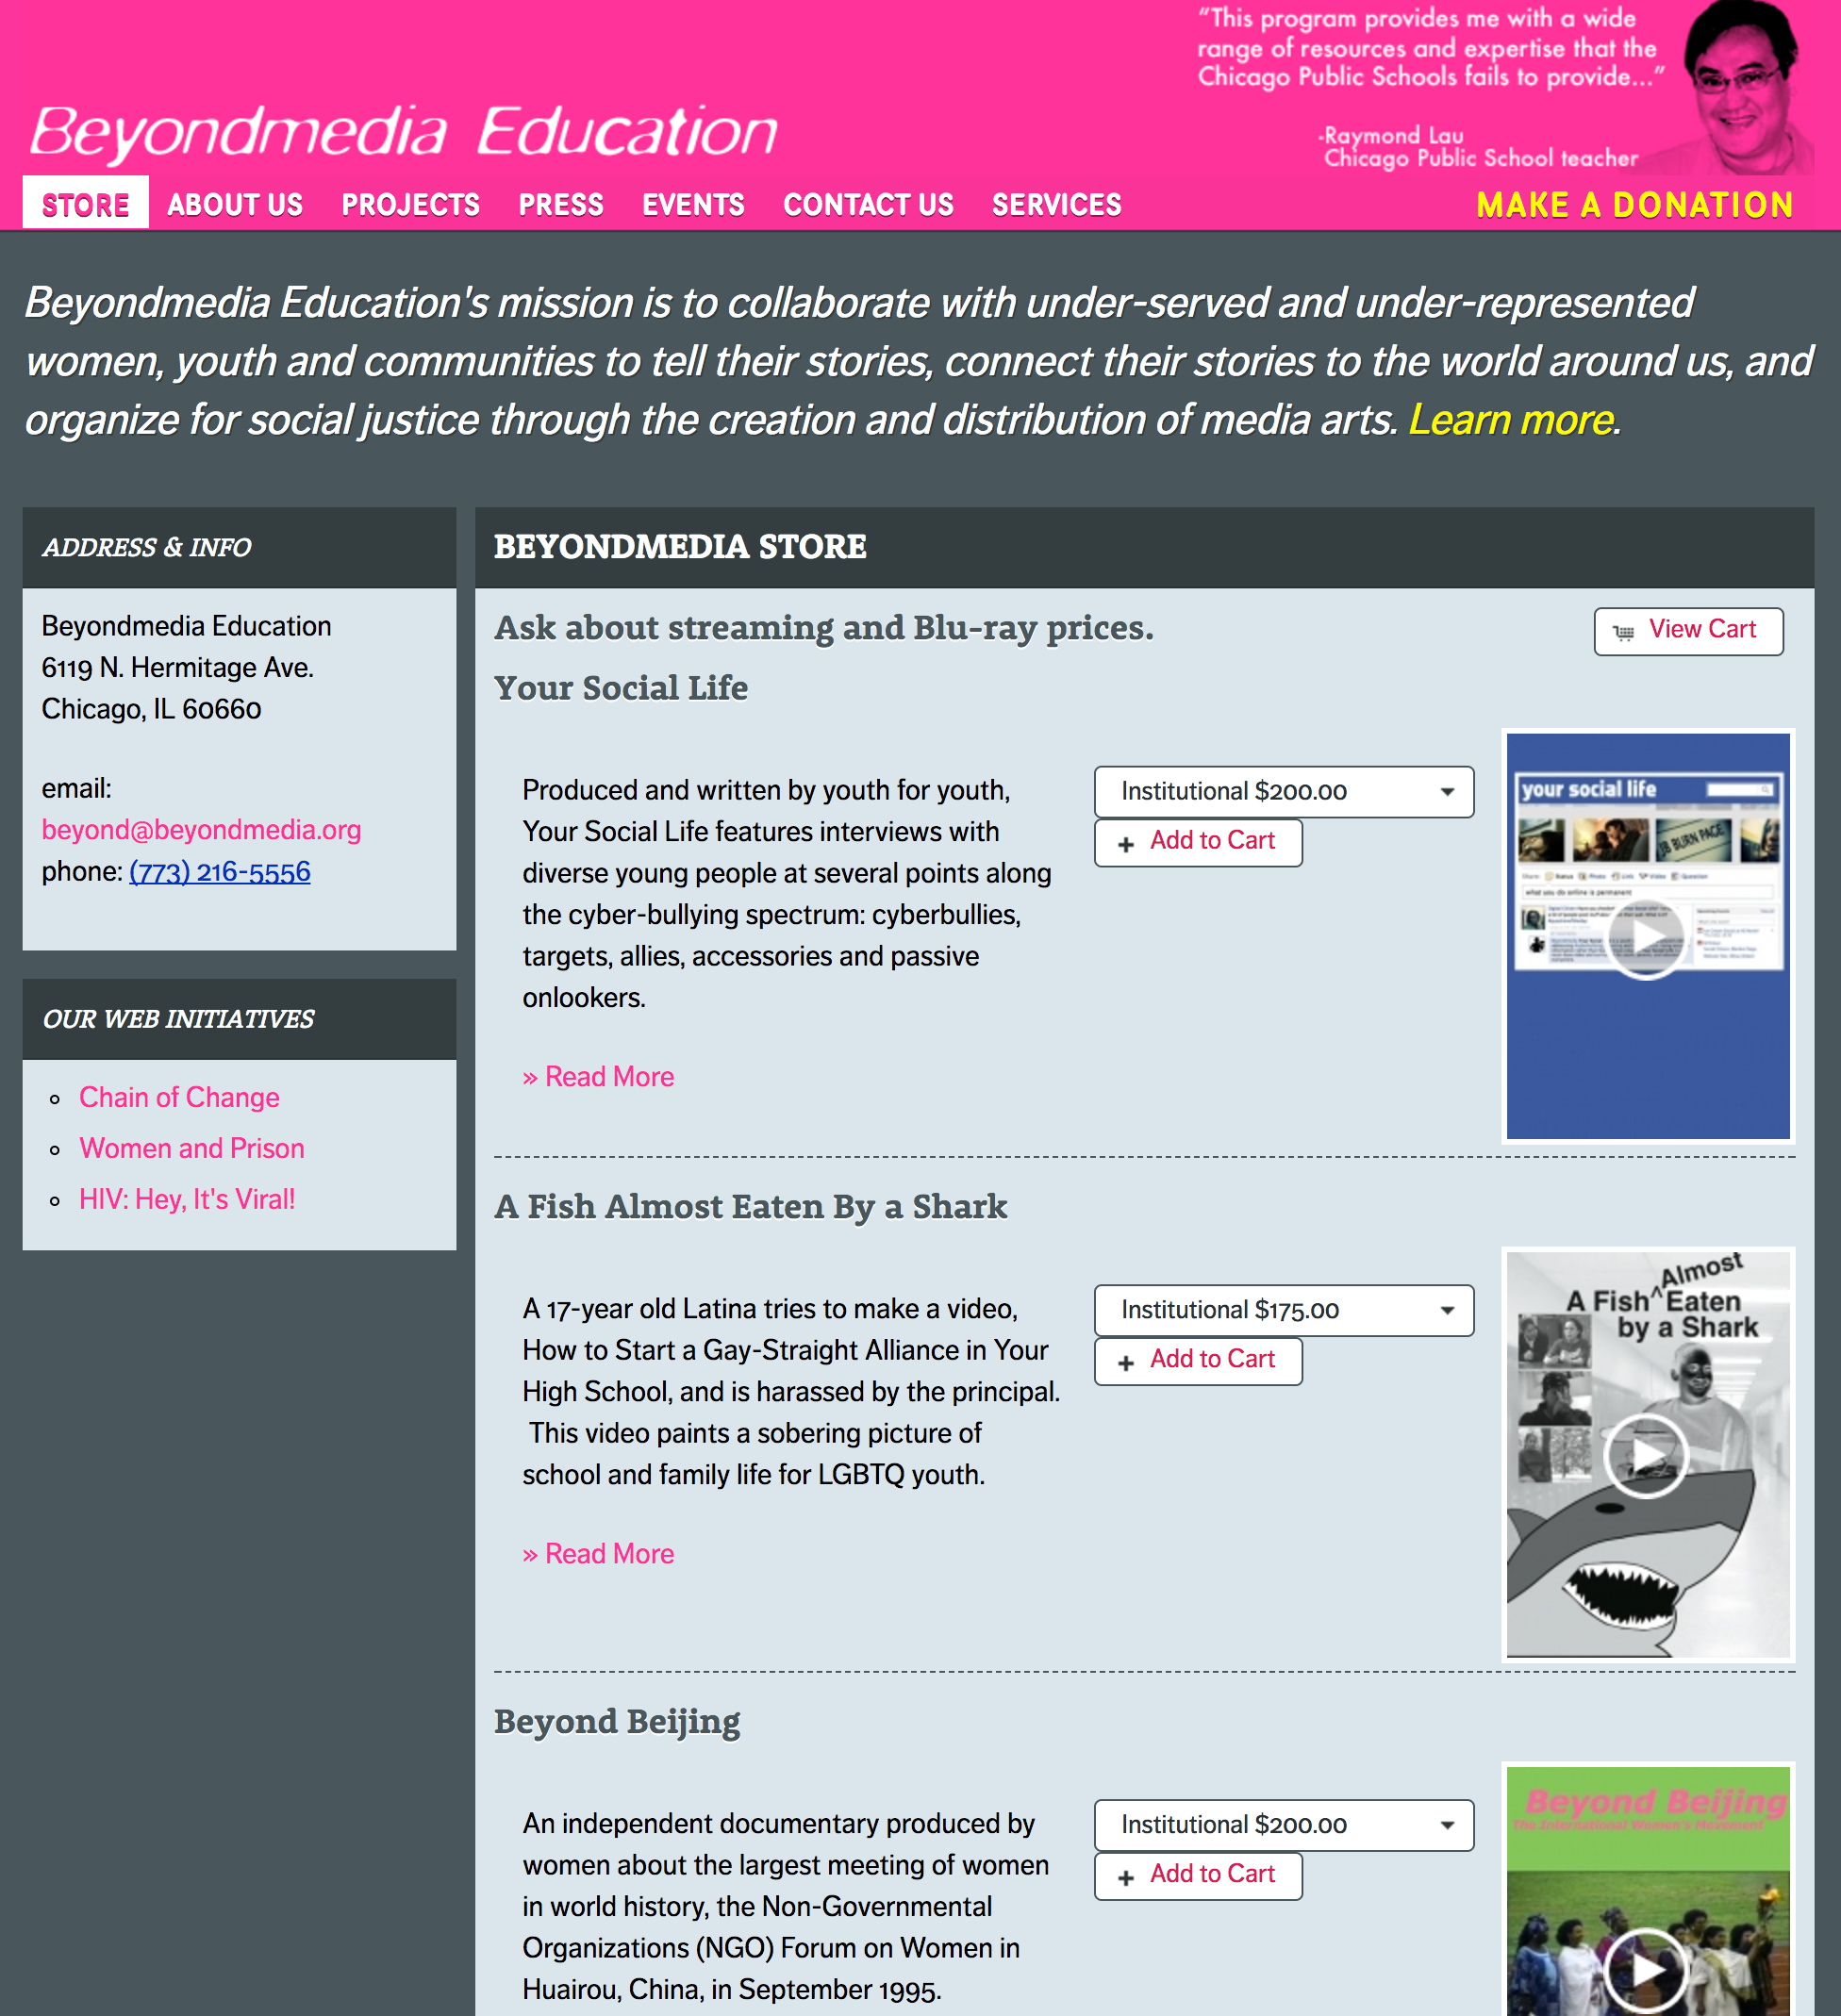 “This program provides me with a wide
range of resources and expertise that the
Chicago Public Schools fails to provide...”
-Raymond Lau
Chicago Public School teacher
Beyondmedia Education
STORE ABOUT US PROJECTS PRESS EVENTS CONTACT US SERVICES MAKE A DONATION
Beyondmedia Education's mission is to collaborate with under-served and under-represented
women, youth and communities to tell their stories, connect their stories to the world around us, and
organize for social justice through the creation and distribution of media arts. Learn more.
ADDRESS & INFO
Beyondmedia Education
6119 N. Hermitage Ave.
Chicago, IL 60660
email:
beyond@beyondmedia.org
phone: (773) 216-5556
OUR WEB INITIATIVES
Chain of Change
Women and Prison
HIV: Hey, It's Viral!
BEYONDMEDIA STORE
Ask about streaming and Blu-ray prices.
View Cart
Your Social Life
Produced and written by youth for youth,
Your Social Life features interviews with
diverse young people at several points along
the cyber-bullying spectrum: cyberbullies,
targets, allies, accessories and passive
onlookers.
» Read More
Institutional $200.00
Add to Cart
your social life
BURN PAGE
Share: Status Photo Link Video Question
what you do online is permanent
A Fish Almost Eaten By a Shark
A 17-year old Latina tries to make a video,
How to Start a Gay-Straight Alliance in Your
High School, and is harassed by the principal.
This video paints a sobering picture of
school and family life for LGBTQ youth.
» Read More
Institutional $175.00
Add to Cart
Almost
A Fish ^ Eaten
by a Shark
Beyond Beijing
An independent documentary produced by
women about the largest meeting of women
in world history, the Non-Governmental
Organizations (NGO) Forum on Women in
Huairou, China, in September 1995.
Institutional $200.00
Add to Cart
Beyond Beijing
The International Women's Movement